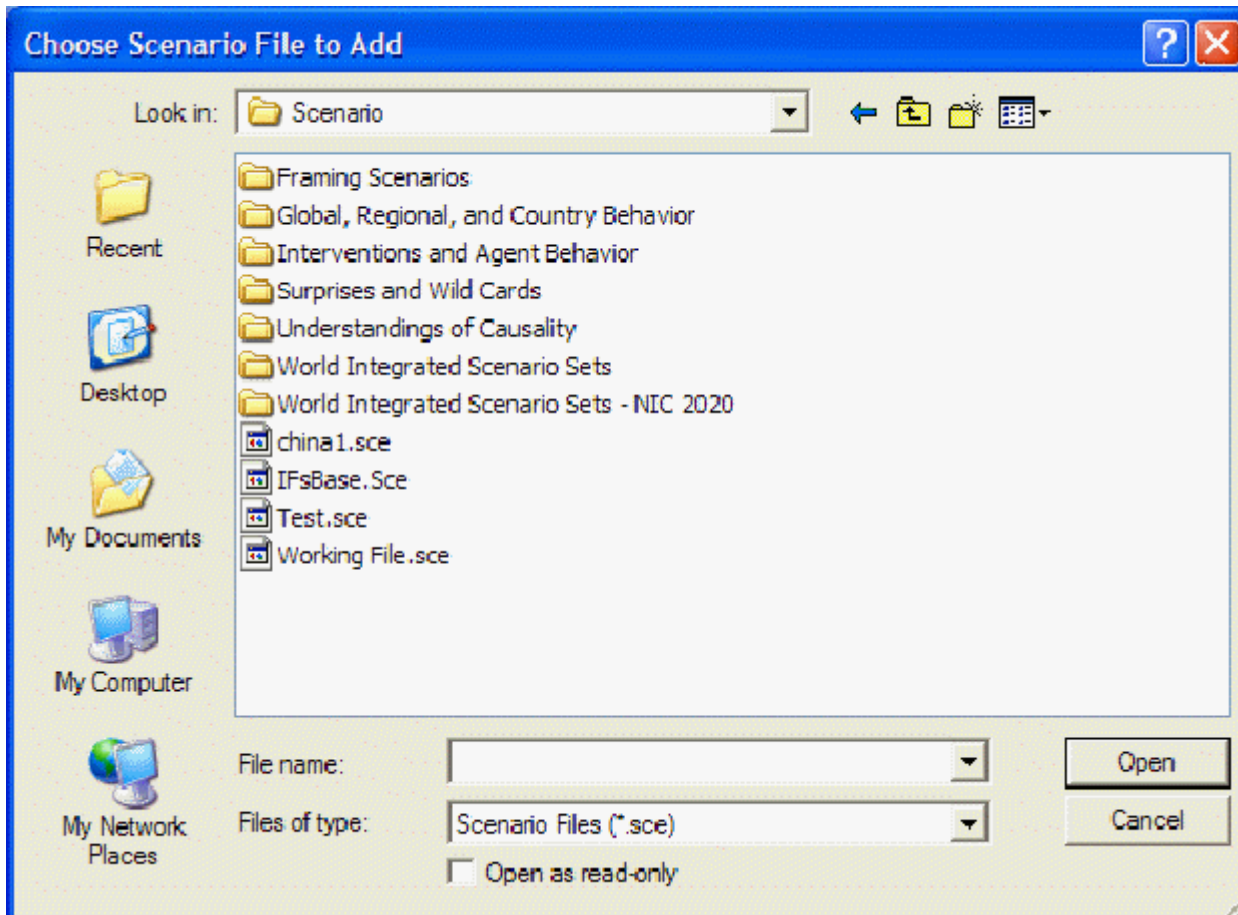 Choose Scenario File to Add
Look in: Scenario
Framing Scenarios
Global, Regional, and Country Behavior
Interventions and Agent Behavior
Surprises and Wild Cards
Understandings of Causality
World Integrated Scenario Sets
World Integrated Scenario Sets - NIC 2020
china1.sce
IFsBase.Sce
Test.sce
Working File.sce
Recent
Desktop
My Documents
My Computer
My Network
Places
File name:
Open
Files of type: Scenario Files (*.sce)
Cancel
Open as read-only